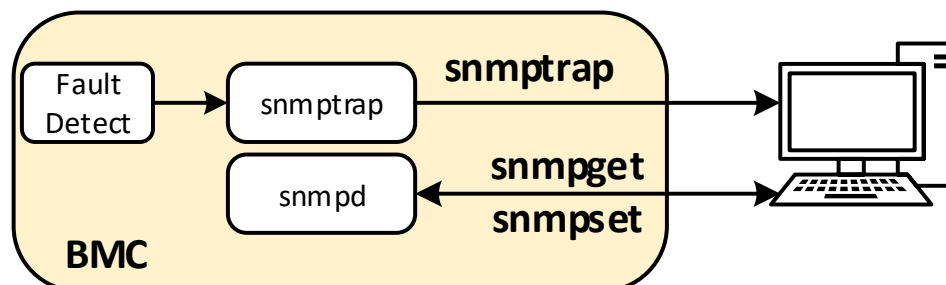 Fault
Detect
snmptrap
snmptrap
snmpd
snmpget
snmpset
BMC